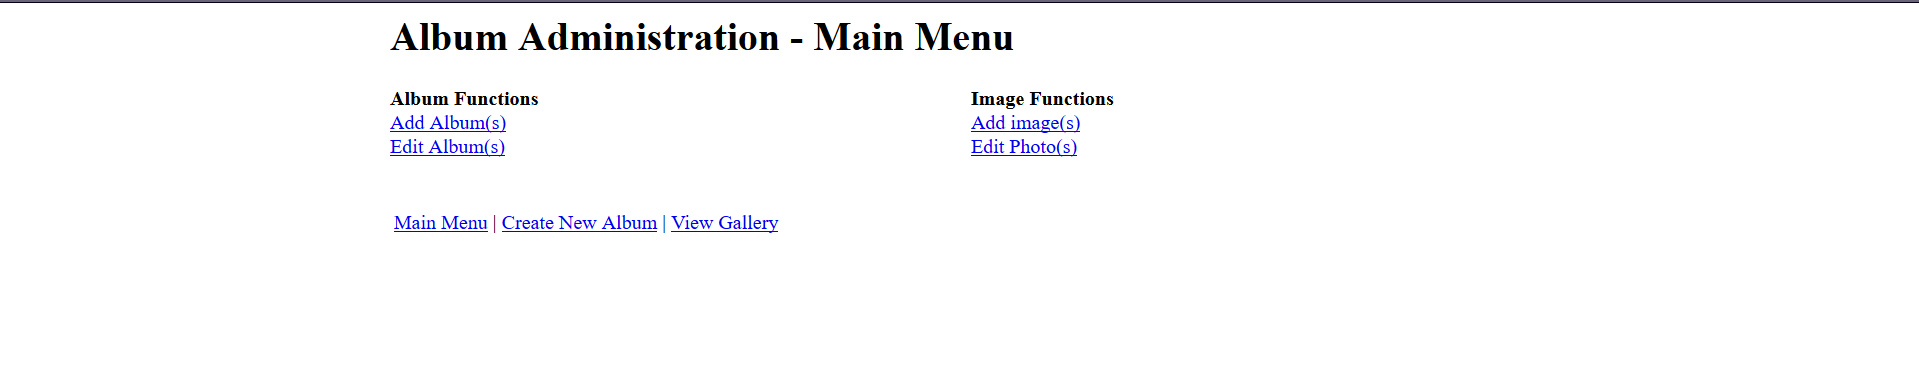 Album Administration - Main Menu
Album Functions
Add Album(s)
Edit Album(s)
Image Functions
Add image(s)
Edit Photo(s)
Main Menu | Create New Album | View Gallery